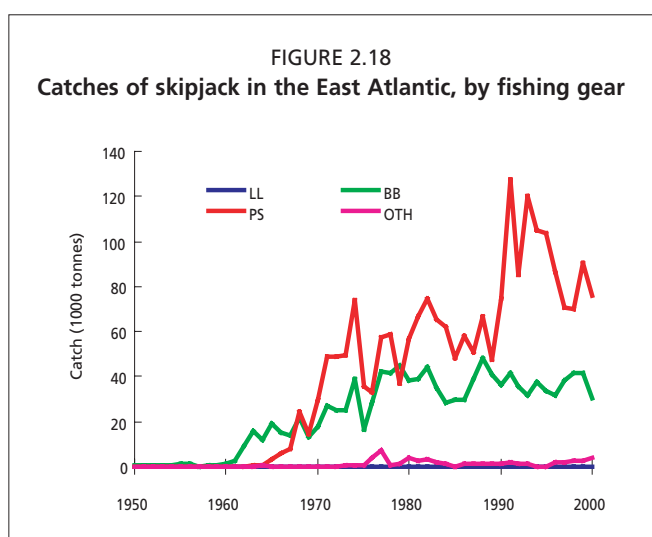 FIGURE 2.18
Catches of skipjack in the East Atlantic, by fishing gear
Catch (1000 tonnes)
140
120
100
80
60
40
20
0
LL
BB
PS
OTH
1950
1960
1970
1980
1990
2000